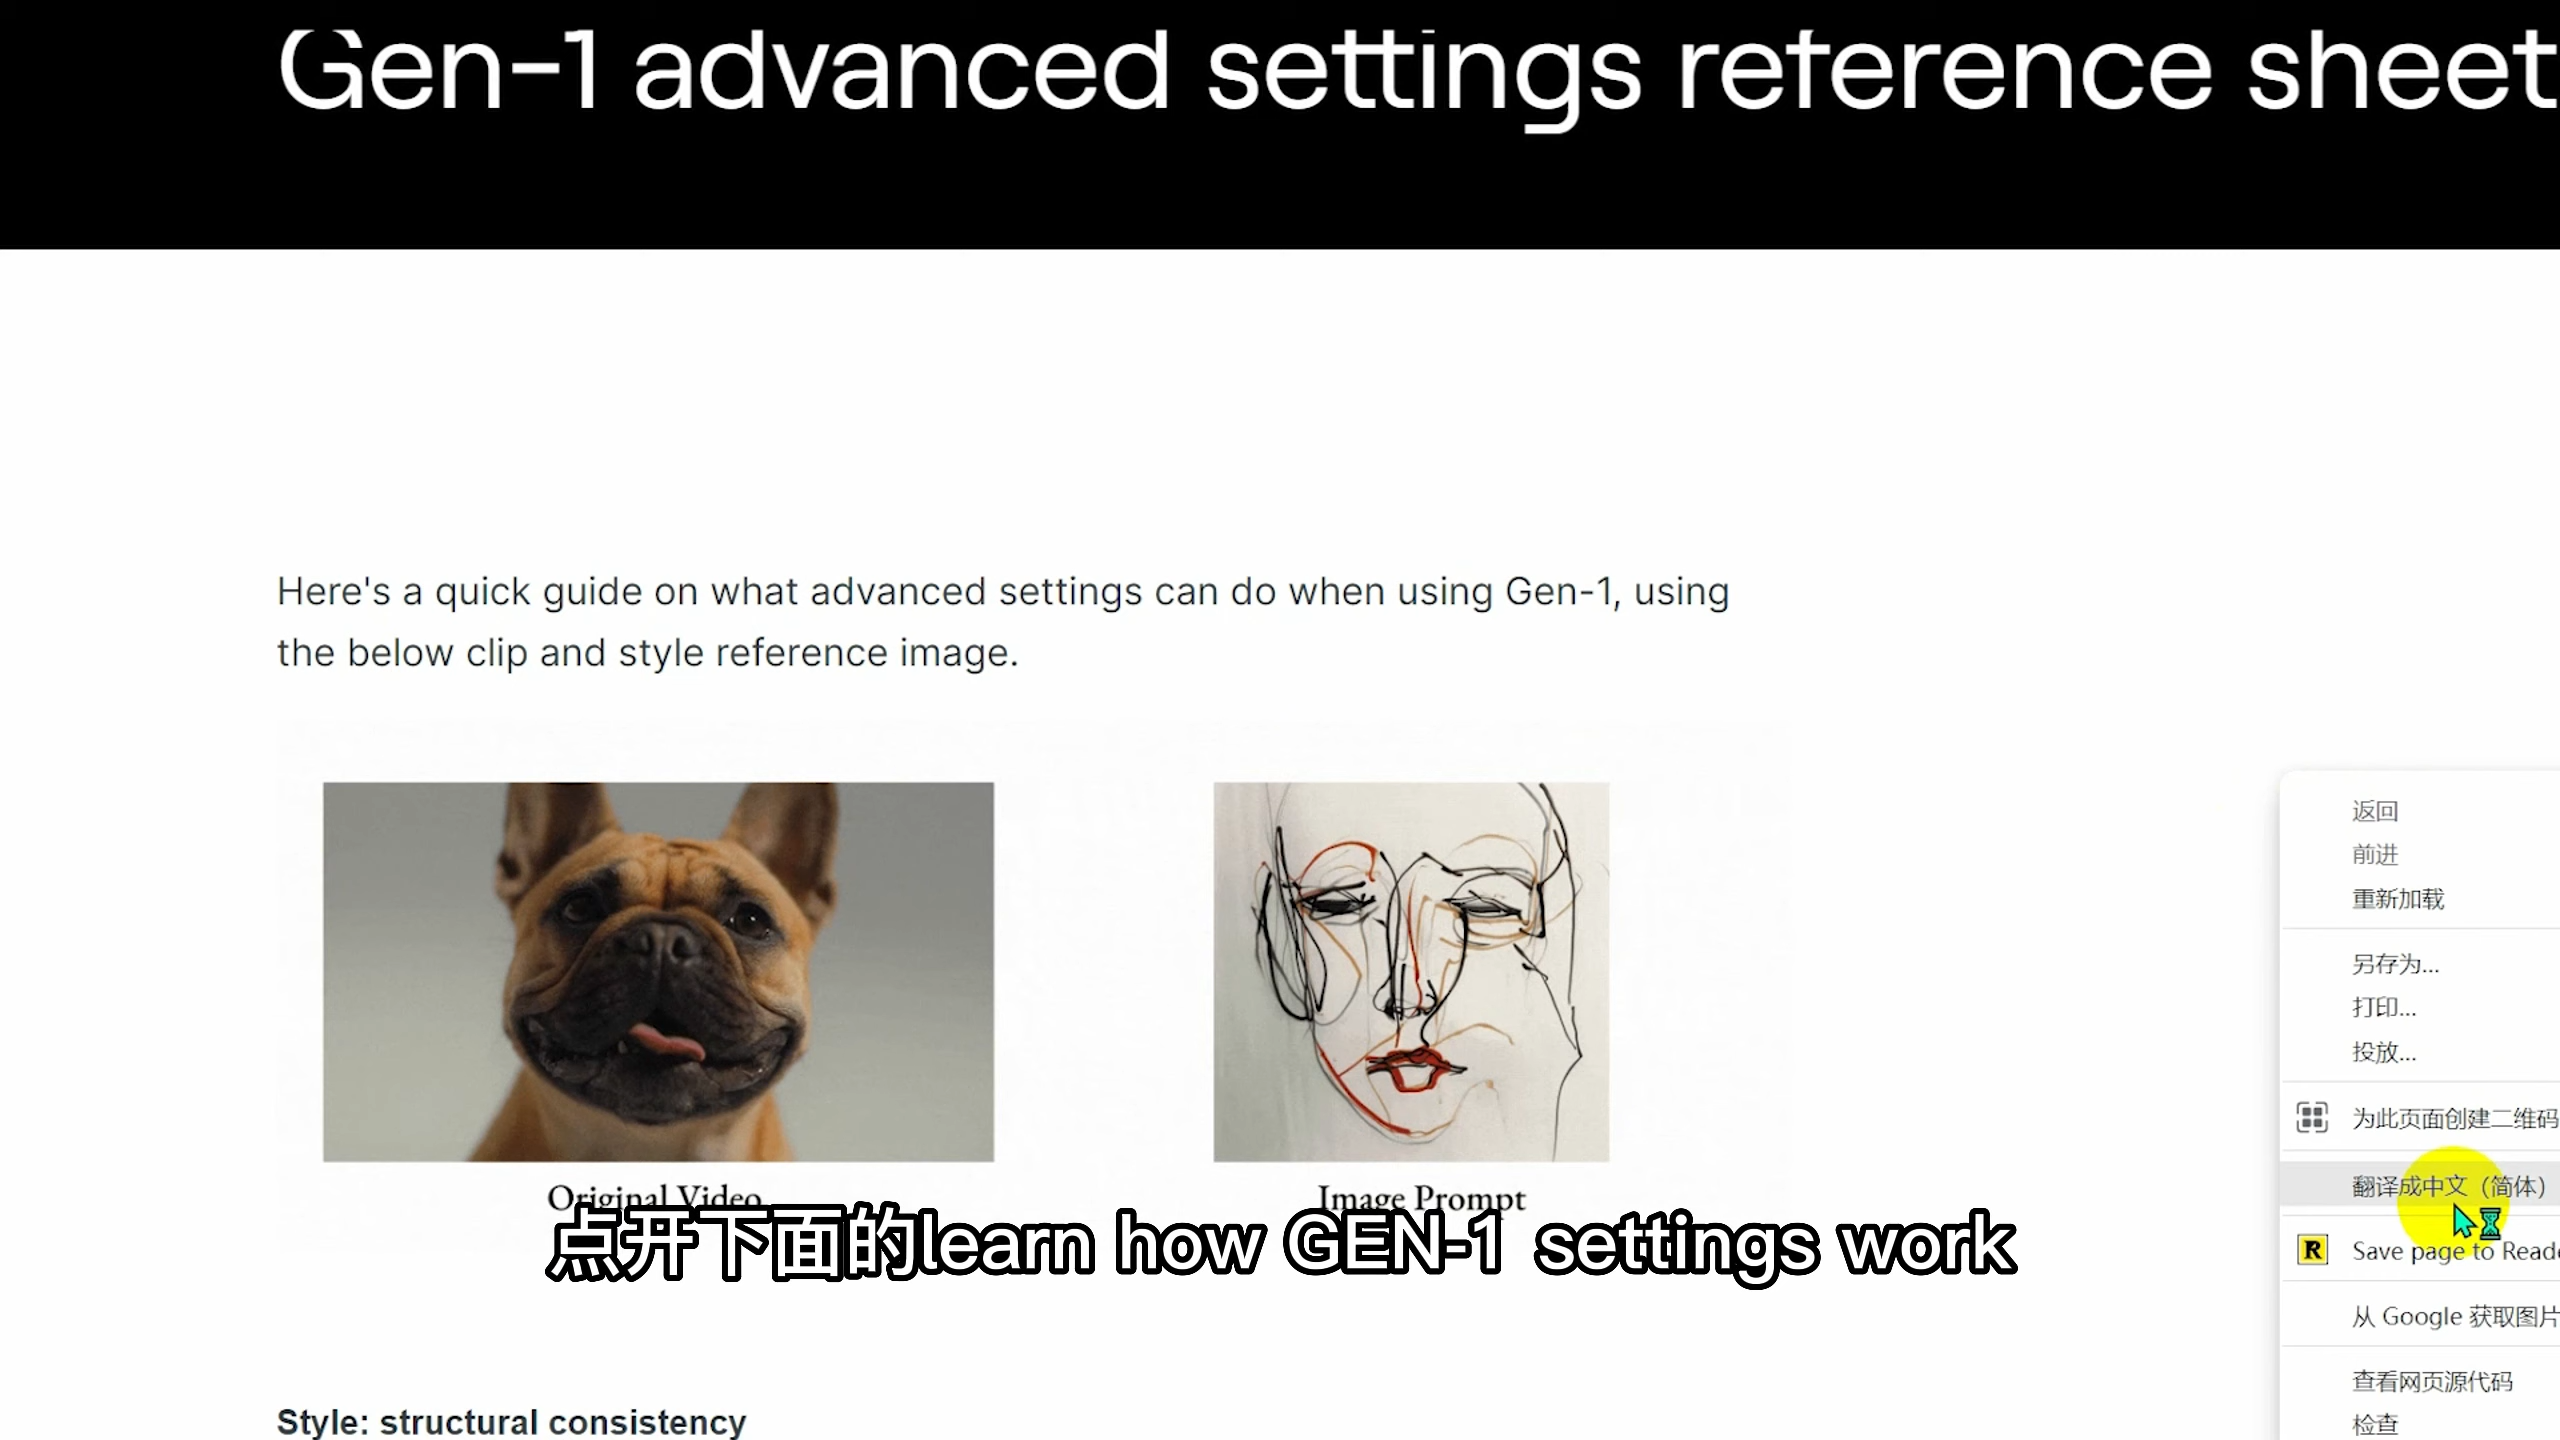 Gen-1 advanced settings reference sheet
Here's a quick guide on what advanced settings can do when using Gen-1, using
the below clip and style reference image.
Original Video
Image Prompt
点开下面的learn how GEN-1 settings work
Style: structural consistency
返回
前进
重新加载
另存为...
打印...
投放...
为此页面创建二维码
翻译成中文（简体）
R
Save page to Reade
从 Google 获取图片
查看网页源代码
检查